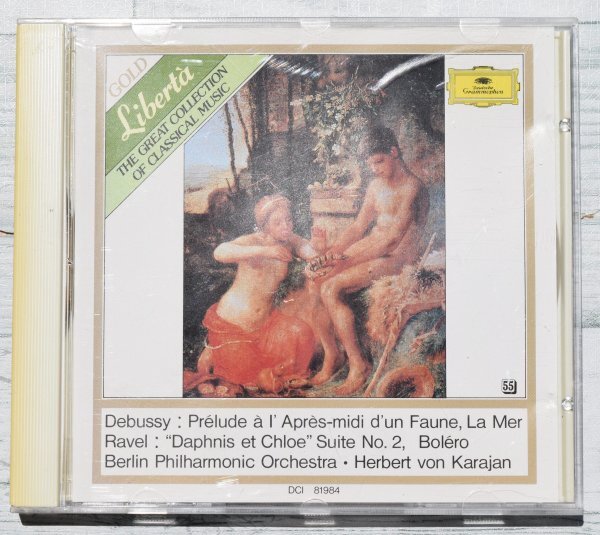 GOLD
Libertà
THE GREAT COLLECTION
OF CLASSICAL MUSIC
Deutsche
Grammophon
55
Debussy : Prélude à l' Après-midi d'un Faune, La Mer
Ravel : “Daphnis et Chloe” Suite No. 2, Boléro
Berlin Philharmonic Orchestra · Herbert von Karajan
DCI 81984